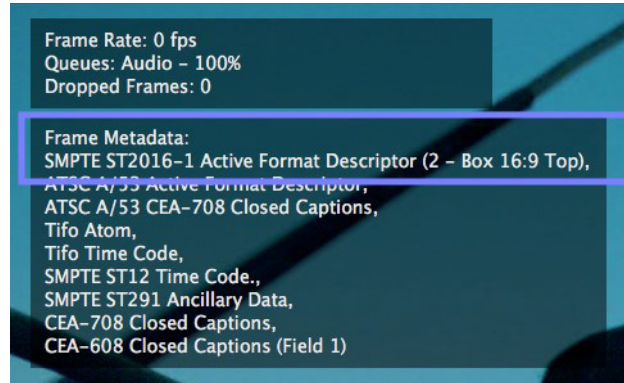 Frame Rate: 0 fps
Queues: Audio – 100%
Dropped Frames: 0
Frame Metadata:
SMPTE ST2016-1 Active Format Descriptor (2 – Box 16:9 Top),
ATSC A/53 Active Format Descriptor,
ATSC A/53 CEA-708 Closed Captions,
Tifo Atom,
Tifo Time Code,
SMPTE ST12 Time Code.,
SMPTE ST291 Ancillary Data,
CEA-708 Closed Captions,
CEA-608 Closed Captions (Field 1)